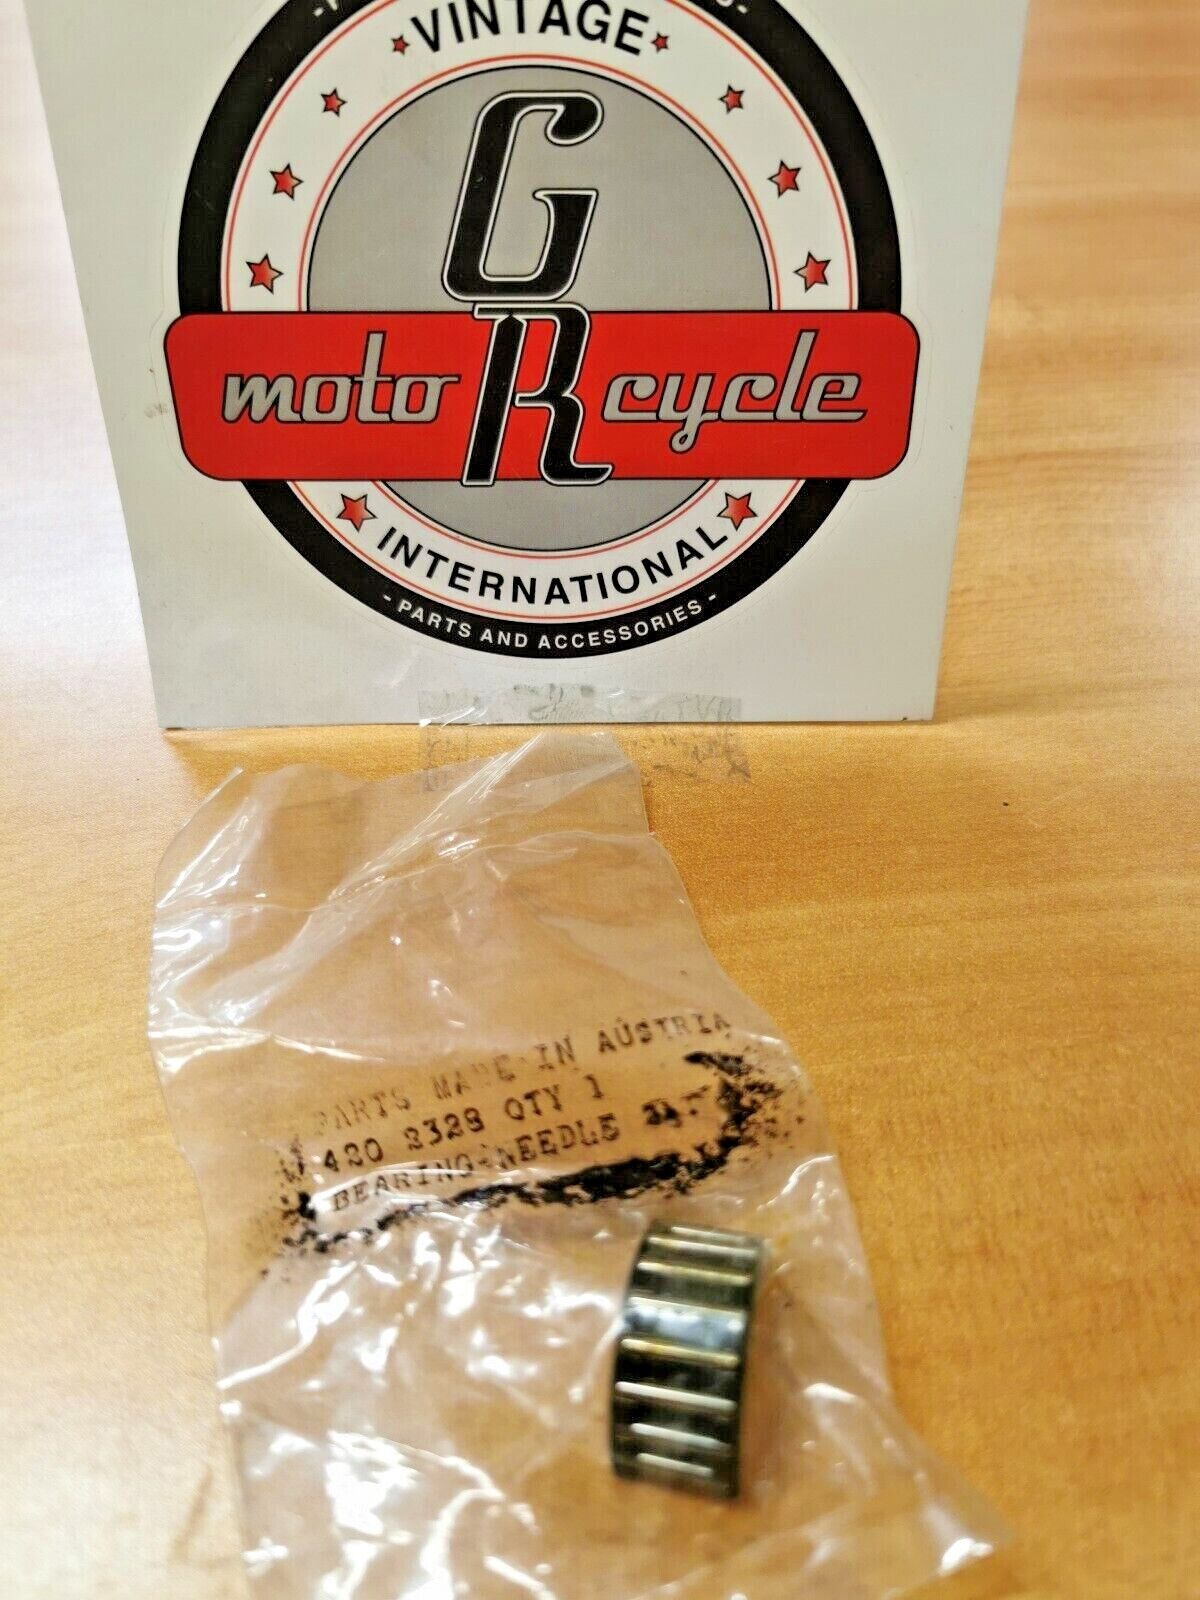 VINTAGE
G
moto R cycle
INTERNATIONAL
- PARTS AND ACCESSORIES -
PARTS MADE IN AUSTRIA
420 2328 QTY 1
BEARING-NEEDLE